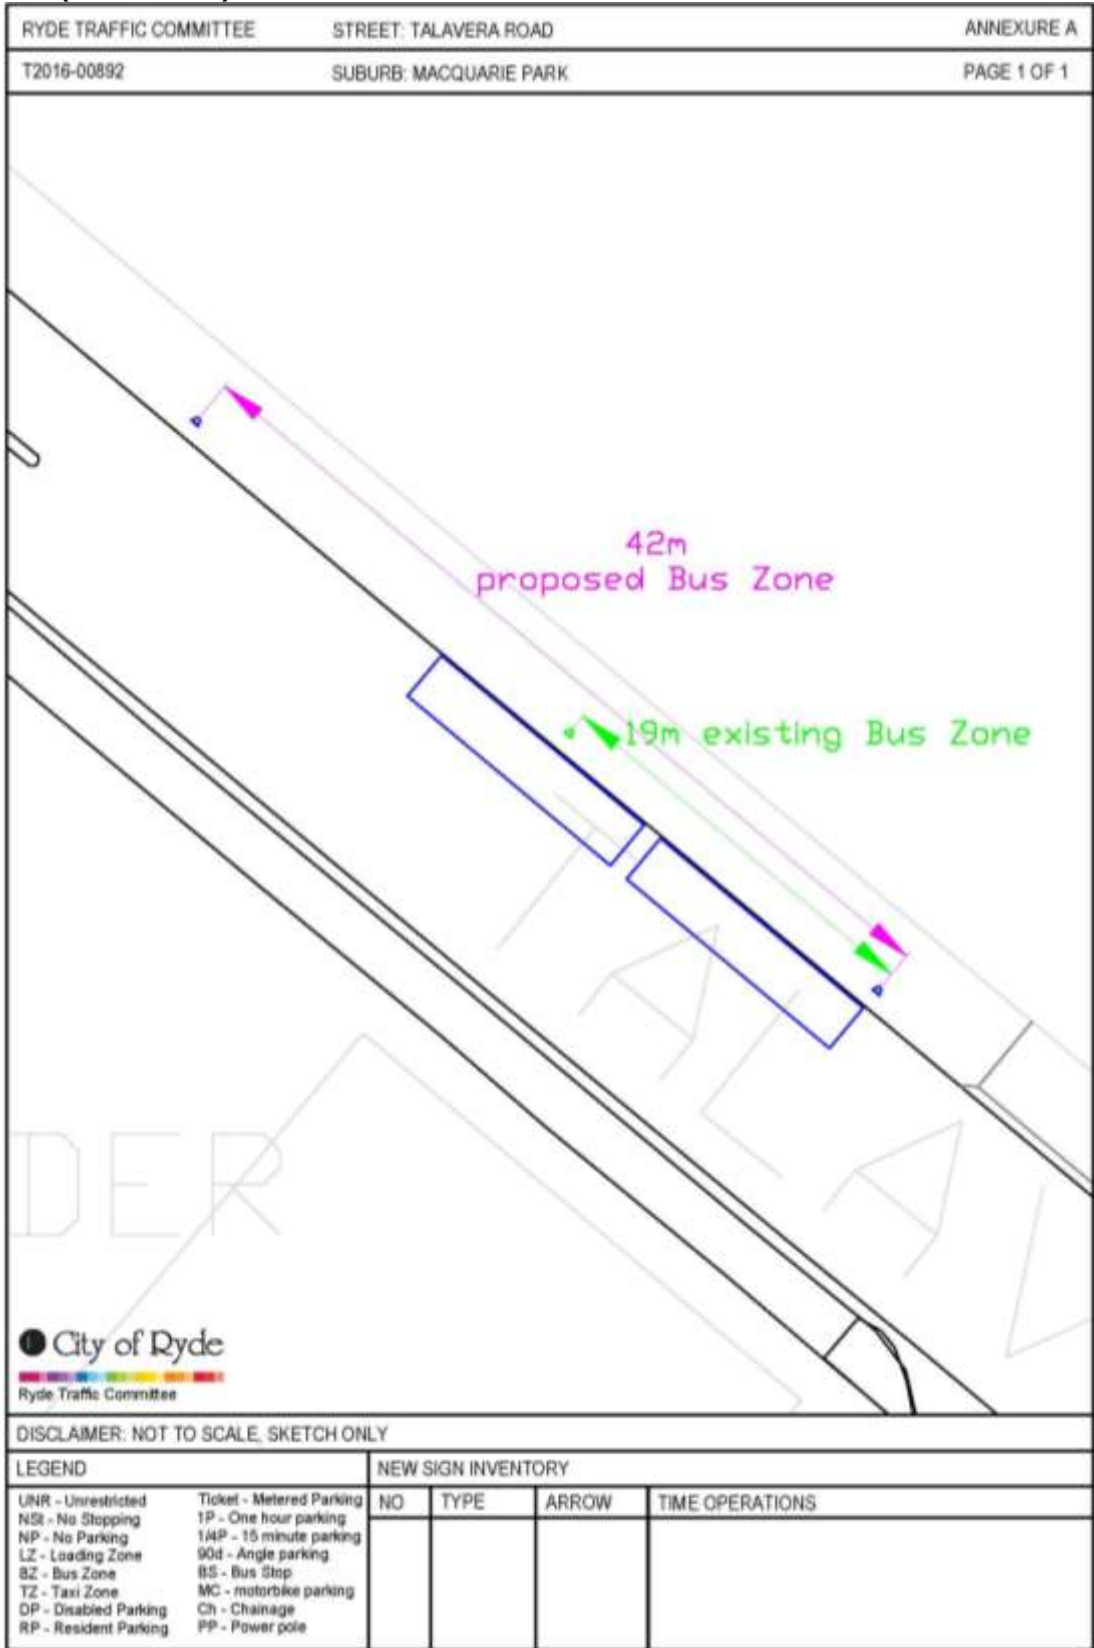 RYDE TRAFFIC COMMITTEE STREET: TALAVERA ROAD ANNEXURE A
T2016-00892 SUBURB: MACQUARIE PARK PAGE 1 OF 1
42m
proposed Bus Zone
19m existing Bus Zone
TALAV
DER
City of Ryde
Ryde Traffic Committee
DISCLAIMER: NOT TO SCALE, SKETCH ONLY
LEGEND NEW SIGN INVENTORY
UNR - Unrestricted Ticket - Metered Parking NO TYPE ARROW TIME OPERATIONS
NSt - No Stopping 1P - One hour parking
NP - No Parking 1/4P - 15 minute parking
LZ - Loading Zone 90d - Angle parking
BZ - Bus Zone BS - Bus Stop
TZ - Taxi Zone MC - motorbike parking
DP - Disabled Parking Ch - Chainage
RP - Resident Parking PP - Power pole